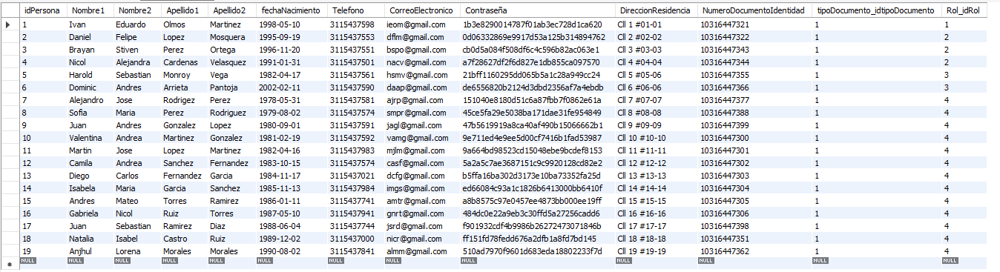 idPersona Nombre1 Nombre2 Apellido1 Apellido2 fechaNacimiento Telefono CorreoElectronico Contraseña DireccionResidencia NumeroDocumentoIdentidad tipoDocumento_idtipoDocumento Rol_idRol
1 Ivan Eduardo Olmos Martinez 1998-05-10 3115437598 ieom@gmail.com 1b3e8290014787f01ab3ec728d1ca620 Cll 1 #01-01 10316447321 1 1
2 Daniel Felipe Lopez Mosquera 1995-09-19 3115437553 dflm@gmail.com 0d06332869e9917d53a125b314894762 Cll 2 #02-02 10316447322 1 2
3 Brayan Stiven Perez Ortega 1996-11-20 3115437551 bspo@gmail.com cb0d5a084f508df6c4c596b82ac063e1 Cll 3 #03-03 10316447343 1 2
4 Nicol Alejandra Cardenas Velasquez 1991-01-31 3115437501 nacv@gmail.com a7f28627df2f6d827e1db855ca097570 Cll 4 #04-04 10316447344 1 2
5 Harold Sebastian Monroy Vega 1982-04-17 3115437561 hsmv@gmail.com 21bff1160295dd065b5a1c28a949cc24 Cll 5 #05-06 10316447355 1 3
6 Dominic Andres Arrieta Pantoja 2002-02-11 3115437590 daap@gmail.com de6556820b2124d3dbd2356af7a4ebdb Cll 6 #06-06 10316447366 1 3
7 Alejandro Jose Rodrigez Perez 1978-05-31 3115437581 ajrp@gmail.com 151040e8180d51c6a87fbb7f0862e61a Cll 7 #07-07 10316447377 1 4
8 Sofia Maria Perez Rodriguez 1979-08-02 3115437574 smpr@gmail.com 45ce5fa29e5038ba171dae31fe954849 Cll 8 #08-08 10316447388 1 4
9 Juan Andres Gonzalez Lopez 1980-09-01 3115437591 jagl@gmail.com 47b5619919a8ca40af490b15066662b1 Cll 9 #09-09 10316447399 1 4
10 Valentina Andrea Martinez Gonzalez 1981-02-19 3115437592 vamg@gmail.com 9e711ed4e9ee5d00cf7416b1fad53987 Cll 10 #10-10 10316447300 1 4
11 Martin Jose Lopez Martinez 1982-04-16 311437983 mjlm@gmail.com 9a664bd98523cd15048ebe9bcdef8153 Cll 11 #11-11 10316447301 1 4
12 Camila Andrea Sanchez Fernandez 1983-10-15 3115437574 casf@gmail.com 5a2a5c7ae3687151c9c9920128cd82e2 Cll 12 #12-12 10316447302 1 4
13 Diego Carlos Fernandez Garcia 1984-11-17 3115437021 dcfg@gmail.com b5ffa16ba302d3173e10ba73352fa25d Cll 13 #13-13 10316447303 1 4
14 Isabela Maria Garcia Sanchez 1985-11-13 3115437984 imgs@gmail.com ed66084c93a1c1826b6413000bb6410f Cll 14 #14-14 10316447304 1 4
15 Andres Mateo Torres Ramirez 1986-01-11 3115437741 amtr@gmail.com a8b8575c97e0457ee4873bb000ee19ff Cll 15 #15-15 10316447305 1 4
16 Gabriela Nicol Ruiz Torres 1987-05-10 3115437941 gnrt@gmail.com 484dc0e22a9eb3c30ffd5a27256cadd6 Cll 16 #16-16 10316447306 1 4
17 Juan Sebastian Ramirez Diaz 1988-06-04 3115437744 jsrd@gmail.com f901932cdf4b9986b26272473071846b Cll 17 #17-17 10316447398 1 4
18 Natalia Isabel Castro Ruiz 1989-12-02 3115437000 nicr@gmail.com ff151fd78fedd676a2dfb1a8fd7bd145 Cll 18 #18-18 10316447351 1 4
19 Anjhul Lorena Morales Morales 1990-08-02 3115437841 almm@gmail.com 510ad7970f9601d683eda18802233f7d Cll 19 #19-19 10316447362 1 4
NULL NULL NULL NULL NULL NULL NULL NULL NULL NULL NULL NULL NULL